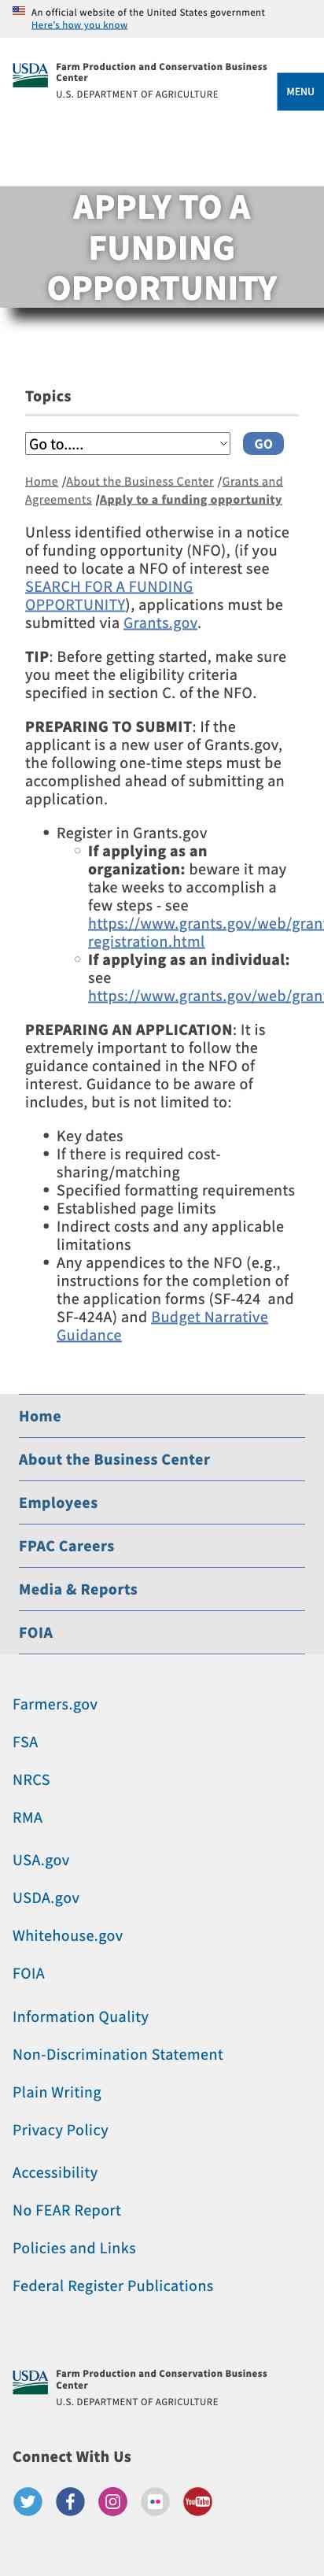 An official website of the United States government
Here's how you know
USDA
Farm Production and Conservation Business
Center
U.S. DEPARTMENT OF AGRICULTURE
MENU
APPLY TO A
FUNDING
OPPORTUNITY
Topics
Go to.....
GO
Home /About the Business Center /Grants and
Agreements /Apply to a funding opportunity
Unless identified otherwise in a notice
of funding opportunity (NFO), (if you
need to locate a NFO of interest see
SEARCH FOR A FUNDING
OPPORTUNITY), applications must be
submitted via Grants.gov.
TIP: Before getting started, make sure
you meet the eligibility criteria
specified in section C. of the NFO.
PREPARING TO SUBMIT: If the
applicant is a new user of Grants.gov,
the following one-time steps must be
accomplished ahead of submitting an
application.
Register in Grants.gov
If applying as an
organization: beware it may
take weeks to accomplish a
few steps - see
https://www.grants.gov/web/gran
registration.html
If applying as an individual:
see
https://www.grants.gov/web/gran
PREPARING AN APPLICATION: It is
extremely important to follow the
guidance contained in the NFO of
interest. Guidance to be aware of
includes, but is not limited to:
Key dates
If there is required cost-
sharing/matching
Specified formatting requirements
Established page limits
Indirect costs and any applicable
limitations
Any appendices to the NFO (e.g.,
instructions for the completion of
the application forms (SF-424 and
SF-424A) and Budget Narrative
Guidance
Home
About the Business Center
Employees
FPAC Careers
Media & Reports
FOIA
Farmers.gov
FSA
NRCS
RMA
USA.gov
USDA.gov
Whitehouse.gov
FOIA
Information Quality
Non-Discrimination Statement
Plain Writing
Privacy Policy
Accessibility
No FEAR Report
Policies and Links
Federal Register Publications
USDA
Farm Production and Conservation Business
Center
U.S. DEPARTMENT OF AGRICULTURE
Connect With Us
YouTube